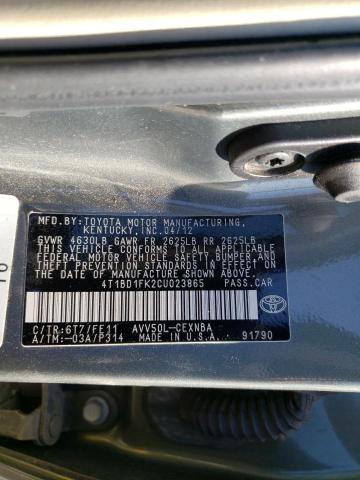 MFD.BY:TOYOTA MOTOR MANUFACTURING,
KENTUCKY,INC.04/12
GVWR 4630LB GAWR FR 2625LB RR 2625LB
THIS VEHICLE CONFORMS TO ALL APPLICABLE
FEDERAL MOTOR VEHICLE SAFETY, BUMPER, AND
THEFT PREVENTION STANDARDS IN EFFECT ON
THE DATE OF MANUFACTURE SHOWN ABOVE.
4T1BD1FK2CU023865 PASS.CAR
C/TR:6T7/FE11 AVV50L-CEXNBA
A/TM:-03A/P314 MADE IN U.S.A. 91790
TOYOTA